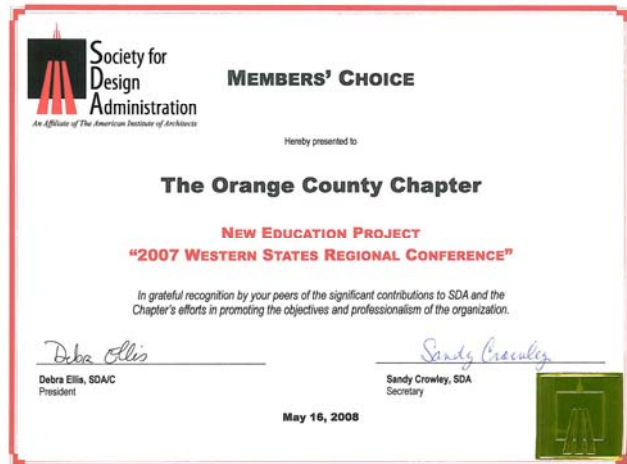 Society for
Design
Administration
An Affiliate of The American Institute of Architects
MEMBERS' CHOICE
Hereby presented to
The Orange County Chapter
NEW EDUCATION PROJECT
"2007 WESTERN STATES REGIONAL CONFERENCE"
In grateful recognition by your peers of the significant contributions to SDA and the
Chapter's efforts in promoting the objectives and professionalism of the organization.
Debra Ellis
Sandy Crowley
Debra Ellis, SDA/C
Sandy Crowley, SDA
President
Secretary
May 16, 2008